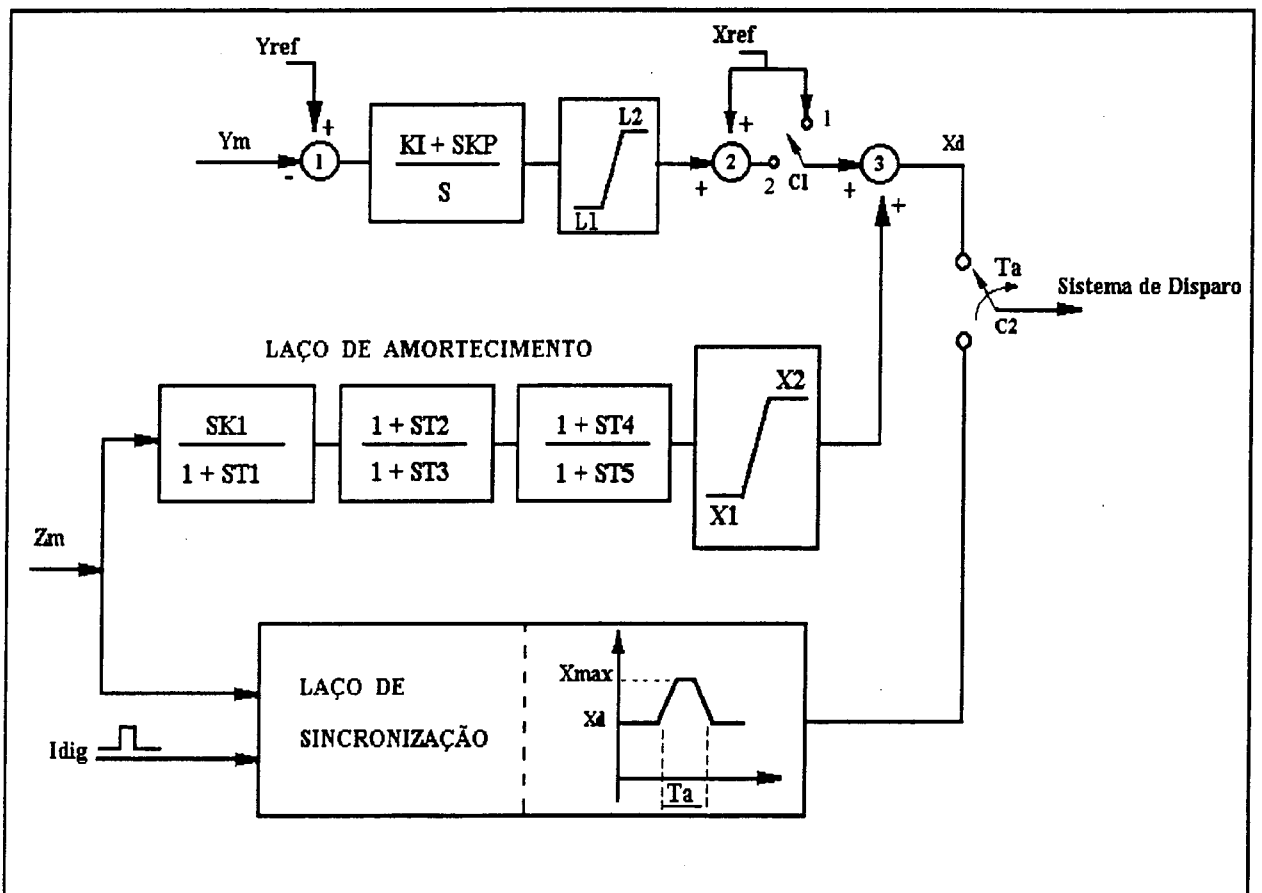 Yref
Xref
Ym
+
-
1
KI + SKP
S
L2
L1
+
+
2
1
2
C1
+
3
+
Xd
Ta
C2
Sistema de Disparo
LAÇO DE AMORTECIMENTO
SK1
1 + ST1
1 + ST2
1 + ST3
1 + ST4
1 + ST5
X2
X1
Zm
Idig
LAÇO DE
SINCRONIZAÇÃO
Xmax
Xd
Ta